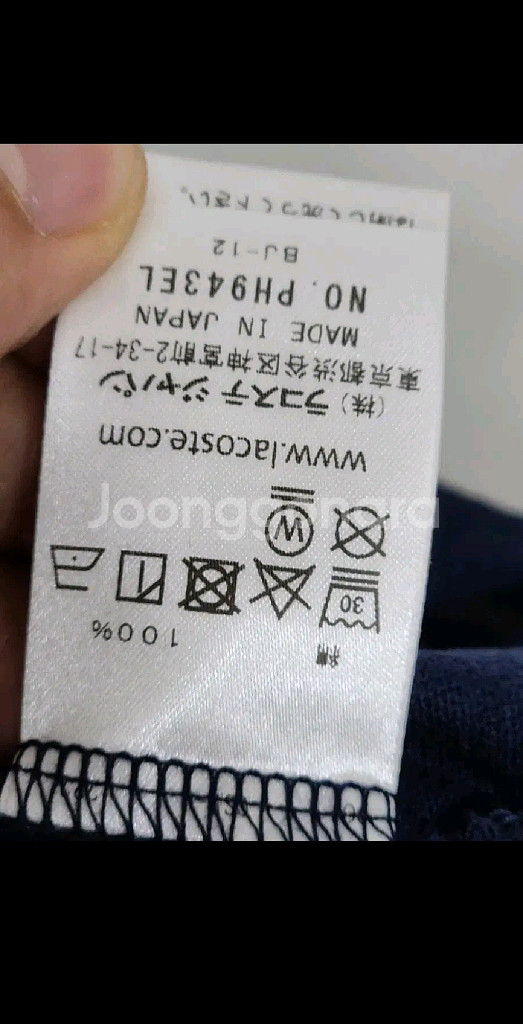 綿 100%
30
W
www.lacoste.com
(株) ラコステ ジャパン
東京都渋谷区神宮前2-34-17
MADE IN JAPAN
NO. PH943EL
BJ-12
Joonggonara